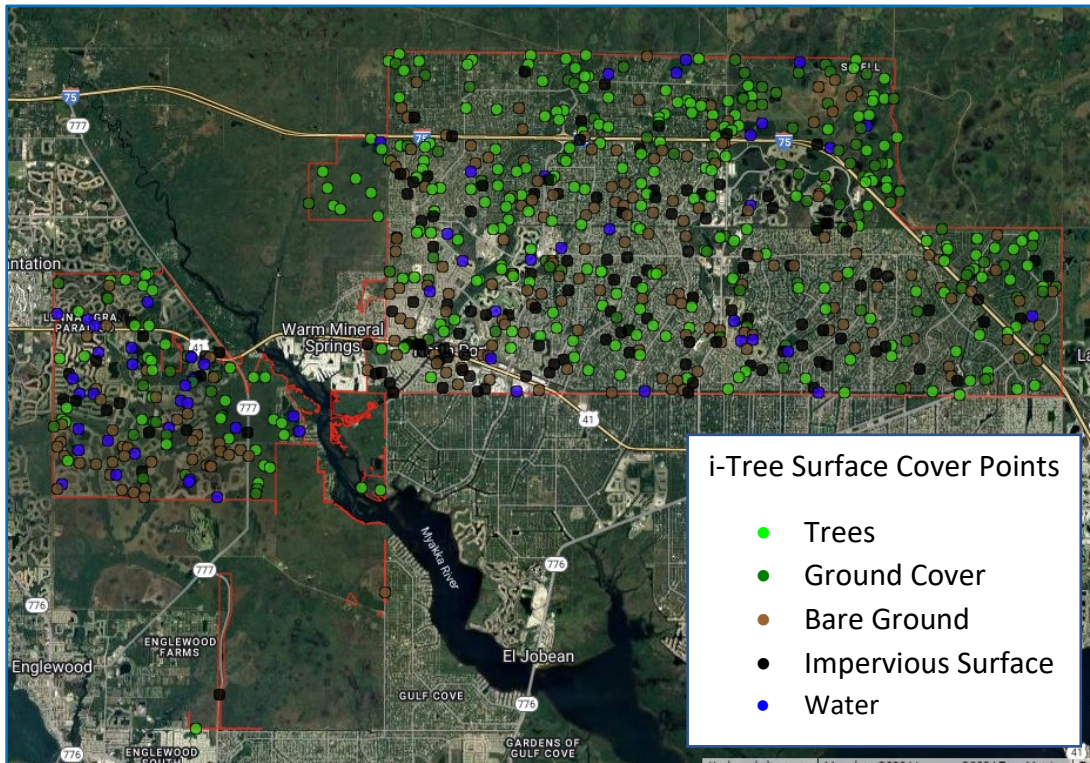 75
777
75
75
SNELL
antation
41
Warm Mineral
Springs
777
41
Myakka River
776
777
776
ENGLEWOOD
FARMS
Englewood
El Jobean
GULF COVE
776
776
ENGLEWOOD
SOUTH
GARDENS OF
GULF COVE
i-Tree Surface Cover Points
Trees
Ground Cover
Bare Ground
Impervious Surface
Water
41